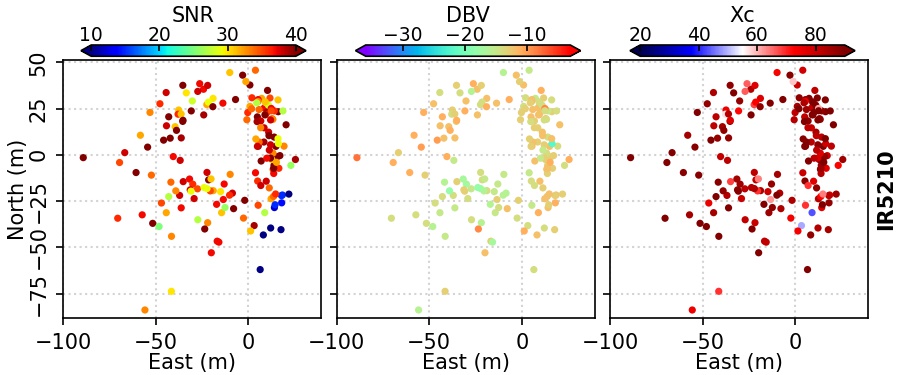 SNR DBV Xc
10 20 30 40 −30 −20 −10 20 40 60 80
50
25
0
−25
−50
−75
North (m)
−100 −50 0 −100 −50 0 −100 −50 0
East (m) East (m) East (m)
IR5210